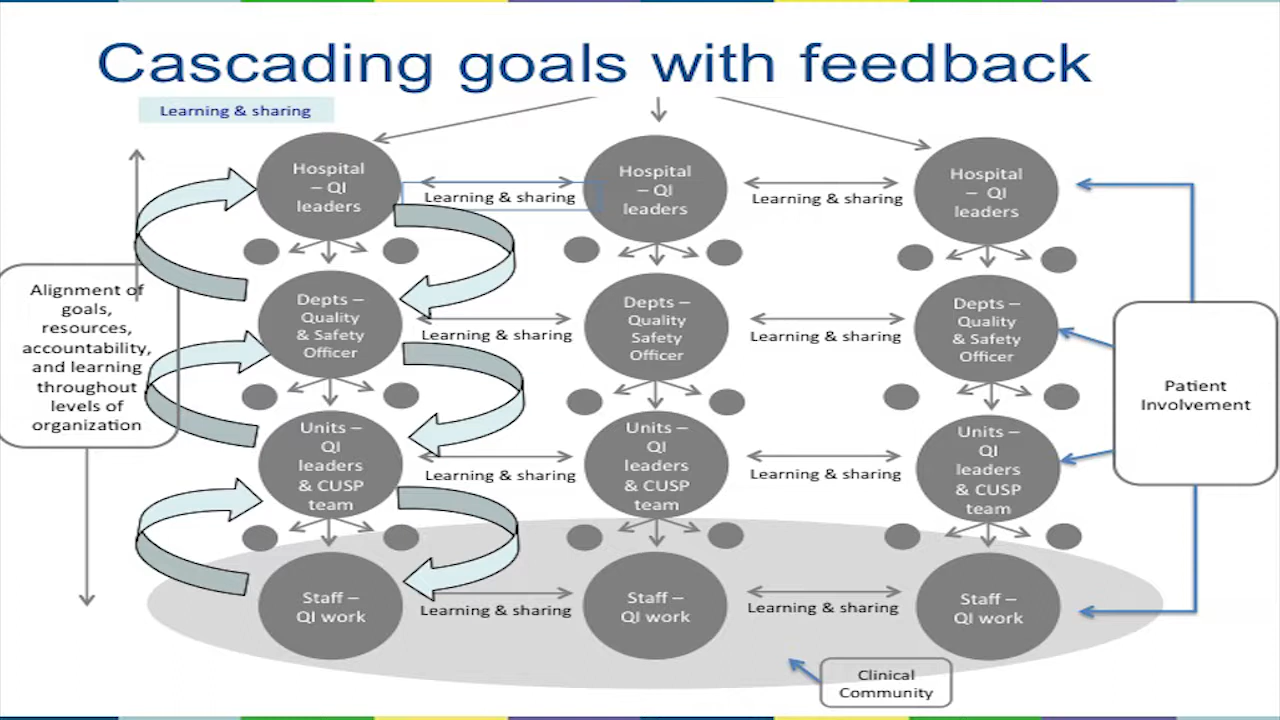 Cascading goals with feedback
Learning & sharing
Hospital
– QI
leaders
Learning & sharing
Hospital
– QI
leaders
Learning & sharing
Hospital
– QI
leaders
Alignment of
goals,
resources,
accountability,
and learning
throughout
levels of
organization
Depts –
Quality
& Safety
Officer
Learning & sharing
Depts –
Quality
Safety
Officer
Learning & sharing
Depts –
Quality
& Safety
Officer
Patient
Involvement
Units –
QI
leaders
& CUSP
team
Learning & sharing
Units –
QI
leaders
& CUSP
team
Learning & sharing
Units –
QI
leaders
& CUSP
team
Staff –
QI work
Learning & sharing
Staff –
QI work
Learning & sharing
Staff –
QI work
Clinical
Community